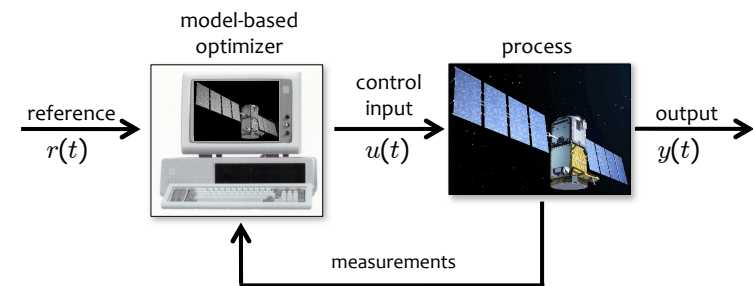 model-based
optimizer
process
reference
r(t)
control
input
u(t)
output
y(t)
measurements